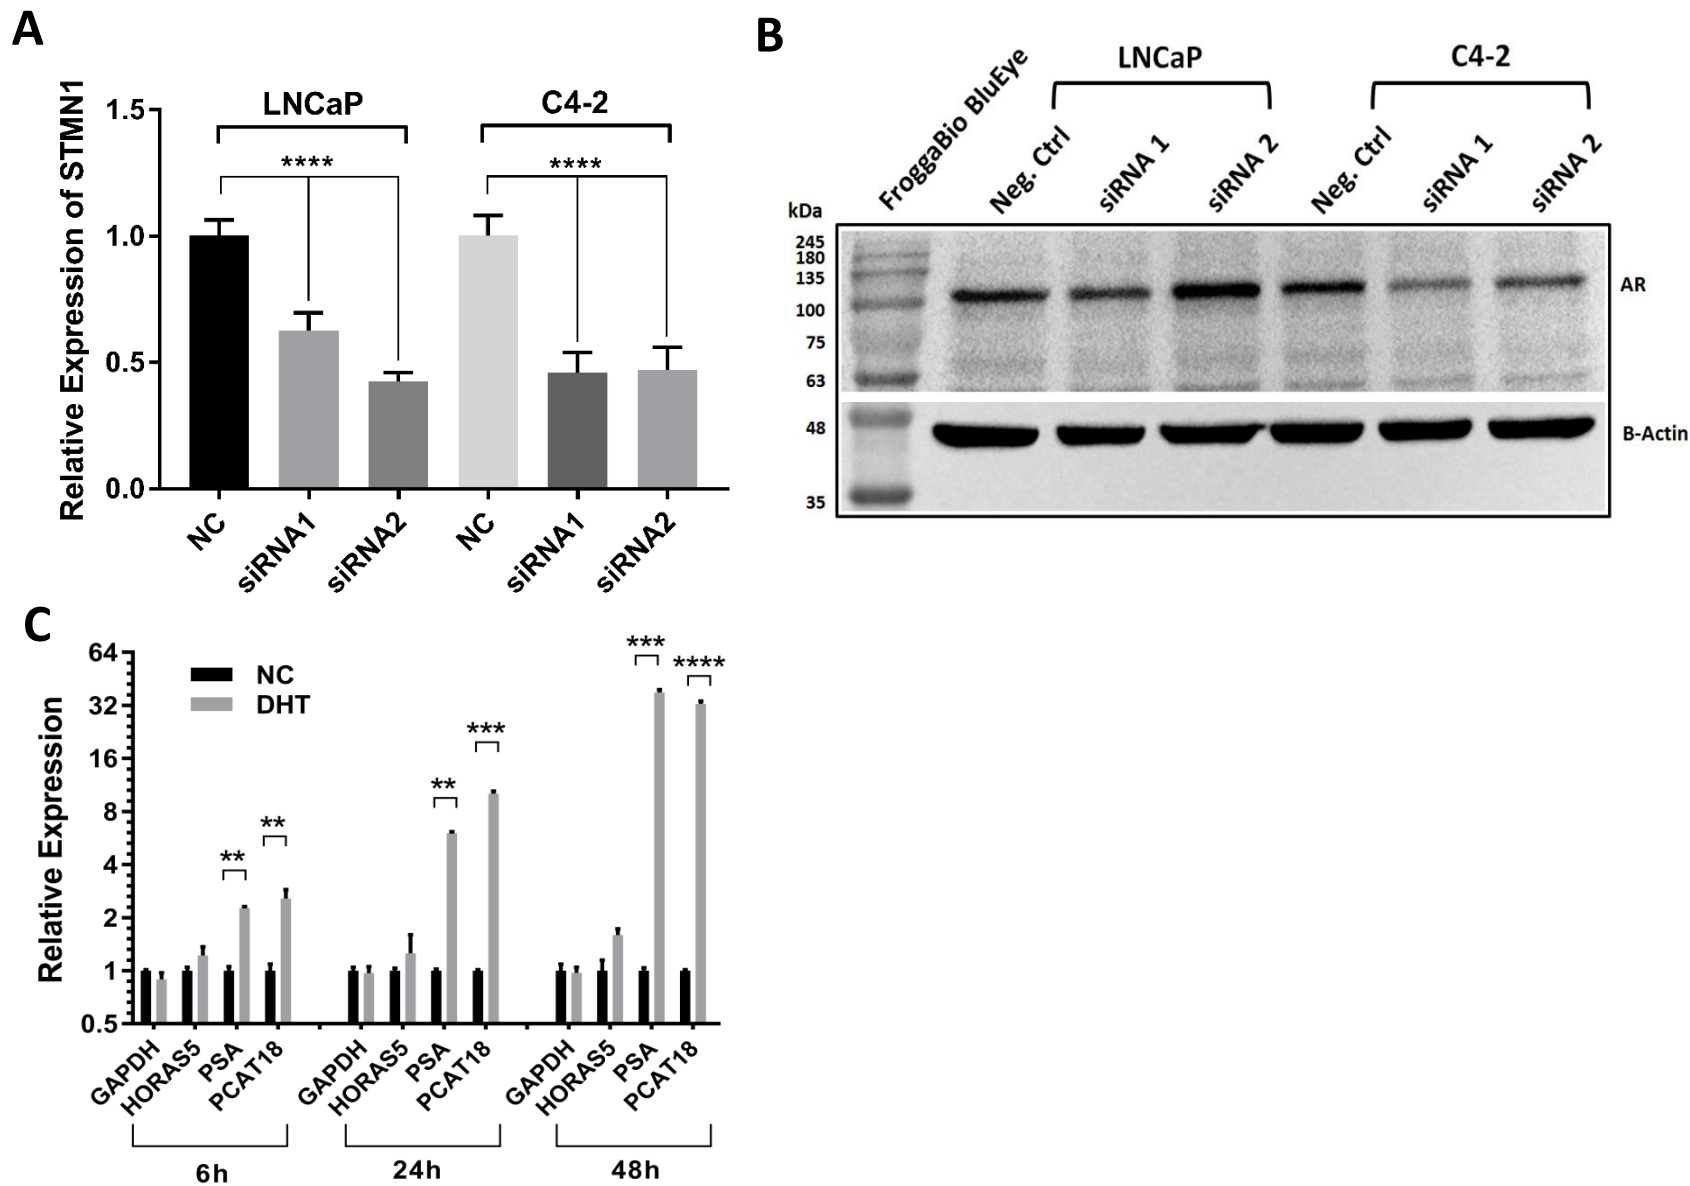 A
Relative Expression of STMN1
1.5
1.0
0.5
0.0
LNCaP
C4-2
****
****
NC
siRNA1
siRNA2
NC
siRNA1
siRNA2
B
LNCaP
C4-2
FroggaBio BluEye
Neg. Ctrl
siRNA 1
siRNA 2
Neg. Ctrl
siRNA 1
siRNA 2
kDa
245
180
135
100
75
63
48
35
AR
B-Actin
C
Relative Expression
64
32
16
8
4
2
1
0.5
NC
DHT
**
**
**
***
***
****
GAPDH
HORAS5
PSA
PCAT18
GAPDH
HORAS5
PSA
PCAT18
GAPDH
HORAS5
PSA
PCAT18
6h
24h
48h